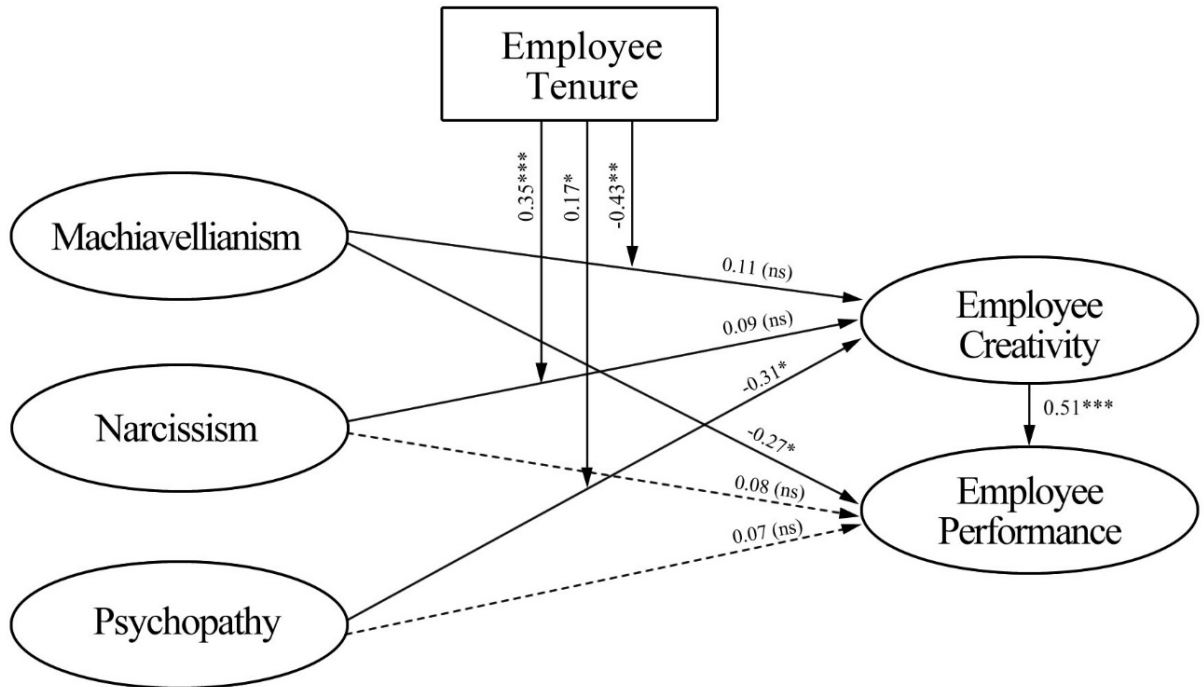 Employee
Tenure
0.35***
0.17*
-0.43**
Machiavellianism
0.11 (ns)
Employee
Creativity
0.09 (ns)
-0.31*
0.51***
Narcissism
-0.27*
0.08 (ns)
Employee
Performance
0.07 (ns)
Psychopathy